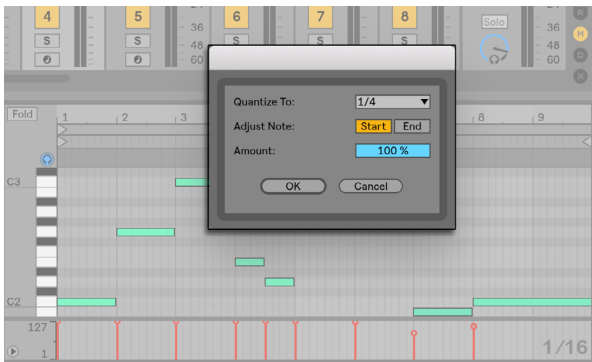 4 5 6 7 8
36 36
S S S S S Solo
48 48
60 60
R
M
D
X
Quantize To: 1/4
Adjust Note: Start End
Amount: 100 %
OK Cancel
Fold 1 2 3 8 9
C3
C2
127
1
1/16